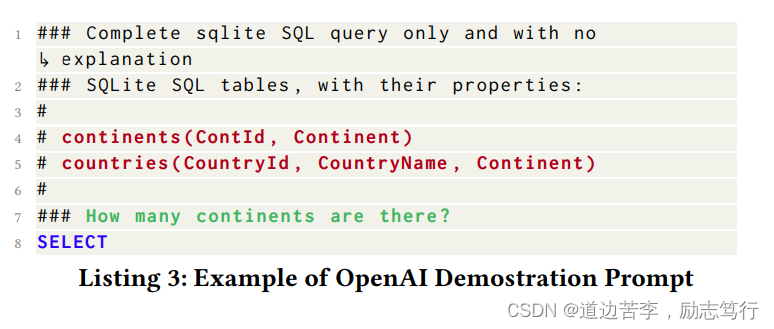 1 ### Complete sqlite SQL query only and with no
↳ explanation
2 ### SQLite SQL tables, with their properties:
3 #
4 # continents(ContId, Continent)
5 # countries(CountryId, CountryName, Continent)
6 #
7 ### How many continents are there?
8 SELECT
Listing 3: Example of OpenAI Demostration Prompt
CSDN @道边苦李，励志笃行